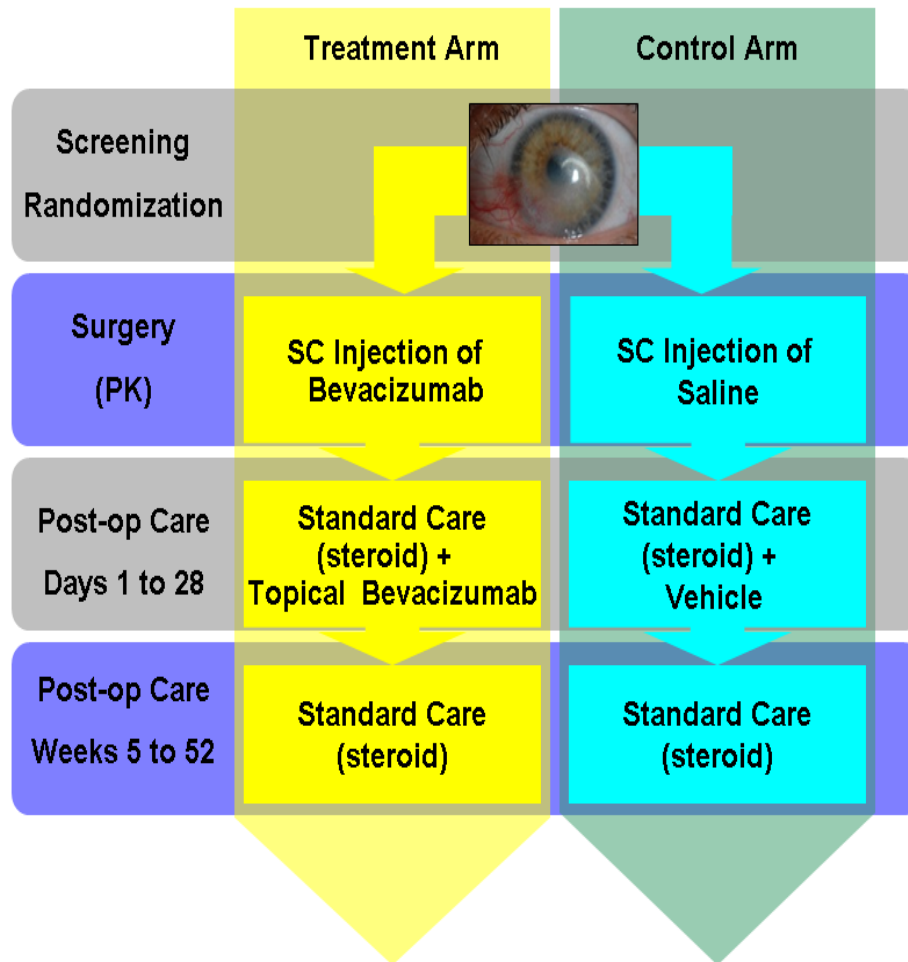 Treatment Arm
Control Arm
Screening
Randomization
Surgery
(PK)
SC Injection of
Bevacizumab
SC Injection of
Saline
Post-op Care
Days 1 to 28
Standard Care
(steroid) +
Topical Bevacizumab
Standard Care
(steroid) +
Vehicle
Post-op Care
Weeks 5 to 52
Standard Care
(steroid)
Standard Care
(steroid)